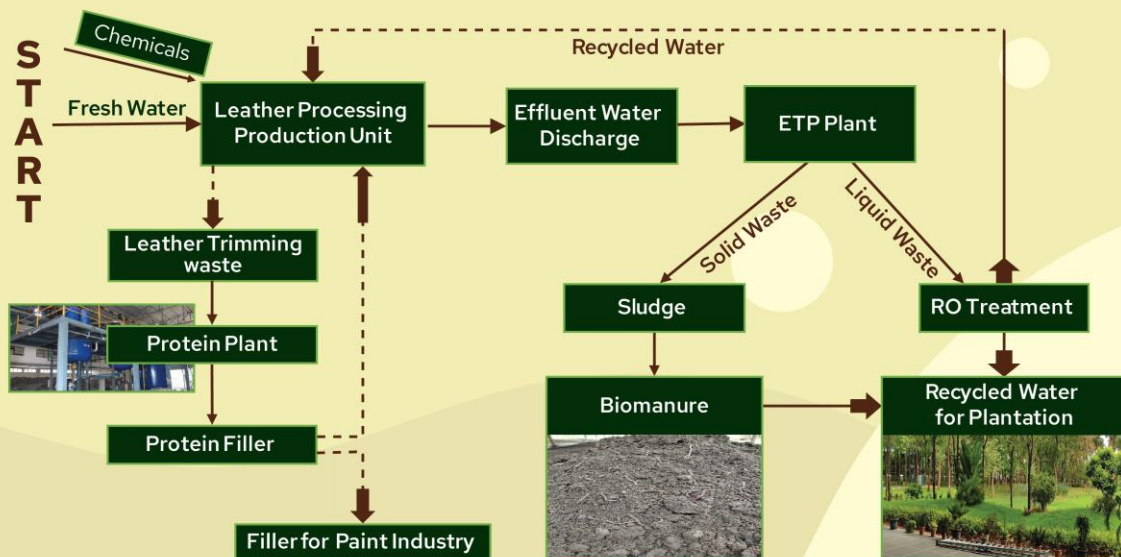 START
Chemicals
Fresh Water
Recycled Water
Leather Processing
Production Unit
Effluent Water
Discharge
ETP Plant
Solid Waste
Liquid Waste
Leather Trimming
waste
Sludge
RO Treatment
Protein Plant
Biomanure
Recycled Water
for Plantation
Protein Filler
Filler for Paint Industry